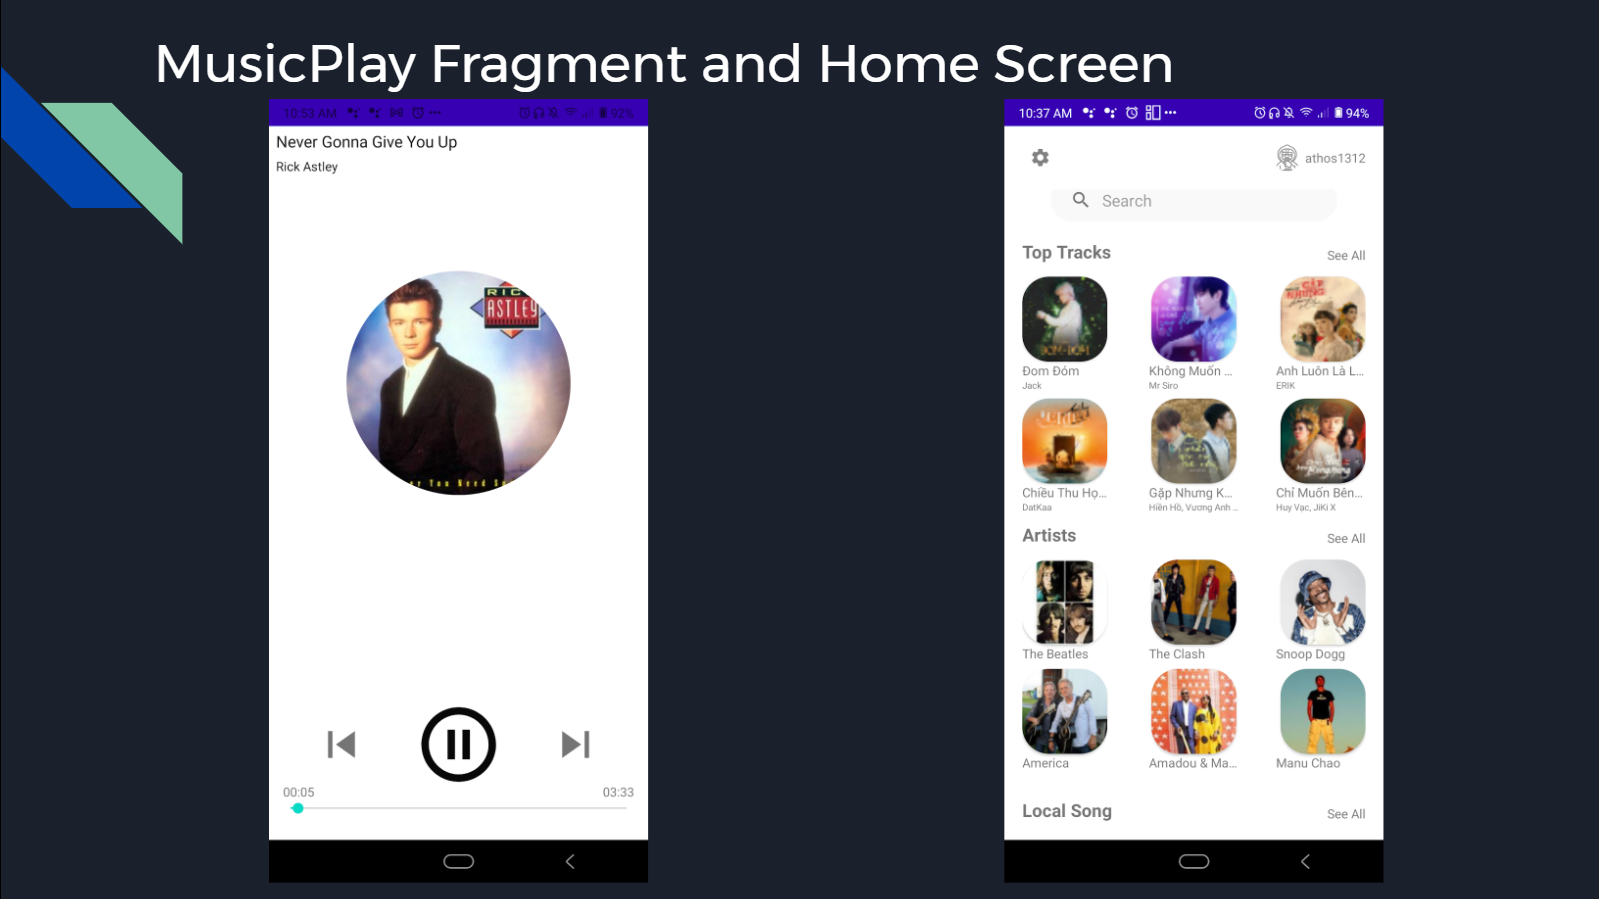 MusicPlay Fragment and Home Screen
10:53 AM
92%
Never Gonna Give You Up
Rick Astley
RIC
ASTLEY
You Need
00:05
03:33
10:37 AM
94%
athos1312
Search
Top Tracks
See All
Đom Đóm
Jack
Không Muốn ...
Mr Siro
Anh Luôn Là L...
ERIK
Chiều Thu Họ...
DatKaa
Gặp Nhưng K...
Hiền Hồ, Vương Anh ...
Chỉ Muốn Bên...
Huy Vạc, JiKi X
Artists
See All
The Beatles
The Clash
Snoop Dogg
America
Amadou & Ma...
Manu Chao
Local Song
See All